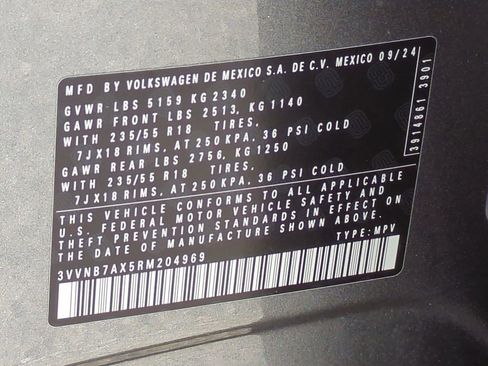 MFD BY VOLKSWAGEN DE MEXICO S.A. DE C.V. MEXICO 09/24
GVWR LBS 5159 KG 2340
GAWR FRONT LBS 2513, KG 1140
WITH 235/55 R18 TIRES,
7JX18 RIMS, AT 250 KPA, 36 PSI COLD
GAWR REAR LBS 2756, KG 1250
WITH 235/55 R18 TIRES,
7JX18 RIMS, AT 250 KPA, 36 PSI COLD
THIS VEHICLE CONFORMS TO ALL APPLICABLE
U.S. FEDERAL MOTOR VEHICLE SAFETY AND
THEFT PREVENTION STANDARDS IN EFFECT ON
THE DATE OF MANUFACTURE SHOWN ABOVE.
3VVNB7AX5RM204969 TYPE: MPV
3914861 3901